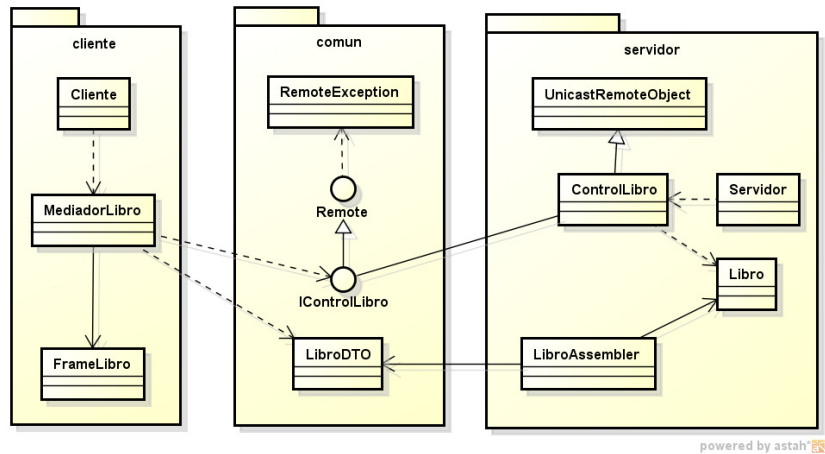 cliente
Cliente
MediadorLibro
FrameLibro
comun
RemoteException
Remote
IControlLibro
LibroDTO
servidor
UnicastRemoteObject
ControlLibro
Servidor
Libro
LibroAssembler
powered by astah*